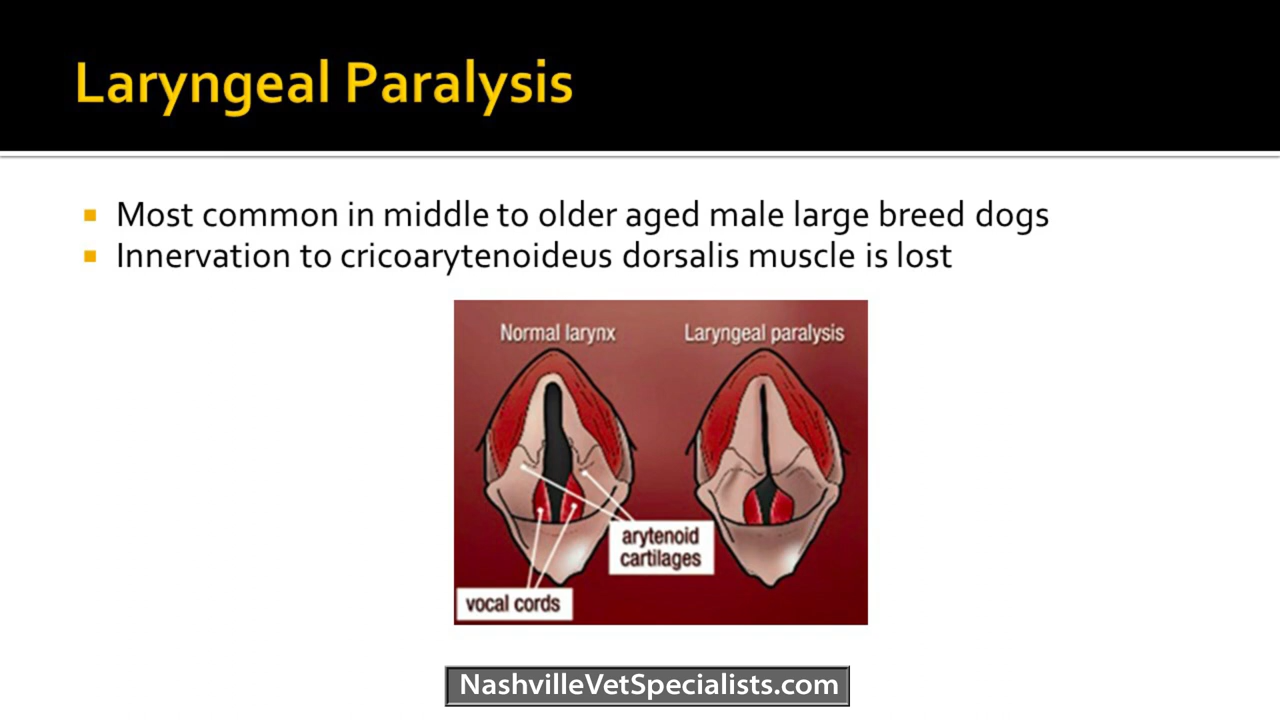 Laryngeal Paralysis
Most common in middle to older aged male large breed dogs
Innervation to cricoarytenoideus dorsalis muscle is lost
Normal larynx
Laryngeal paralysis
arytenoid
cartilages
vocal cords
NashvilleVetSpecialists.com